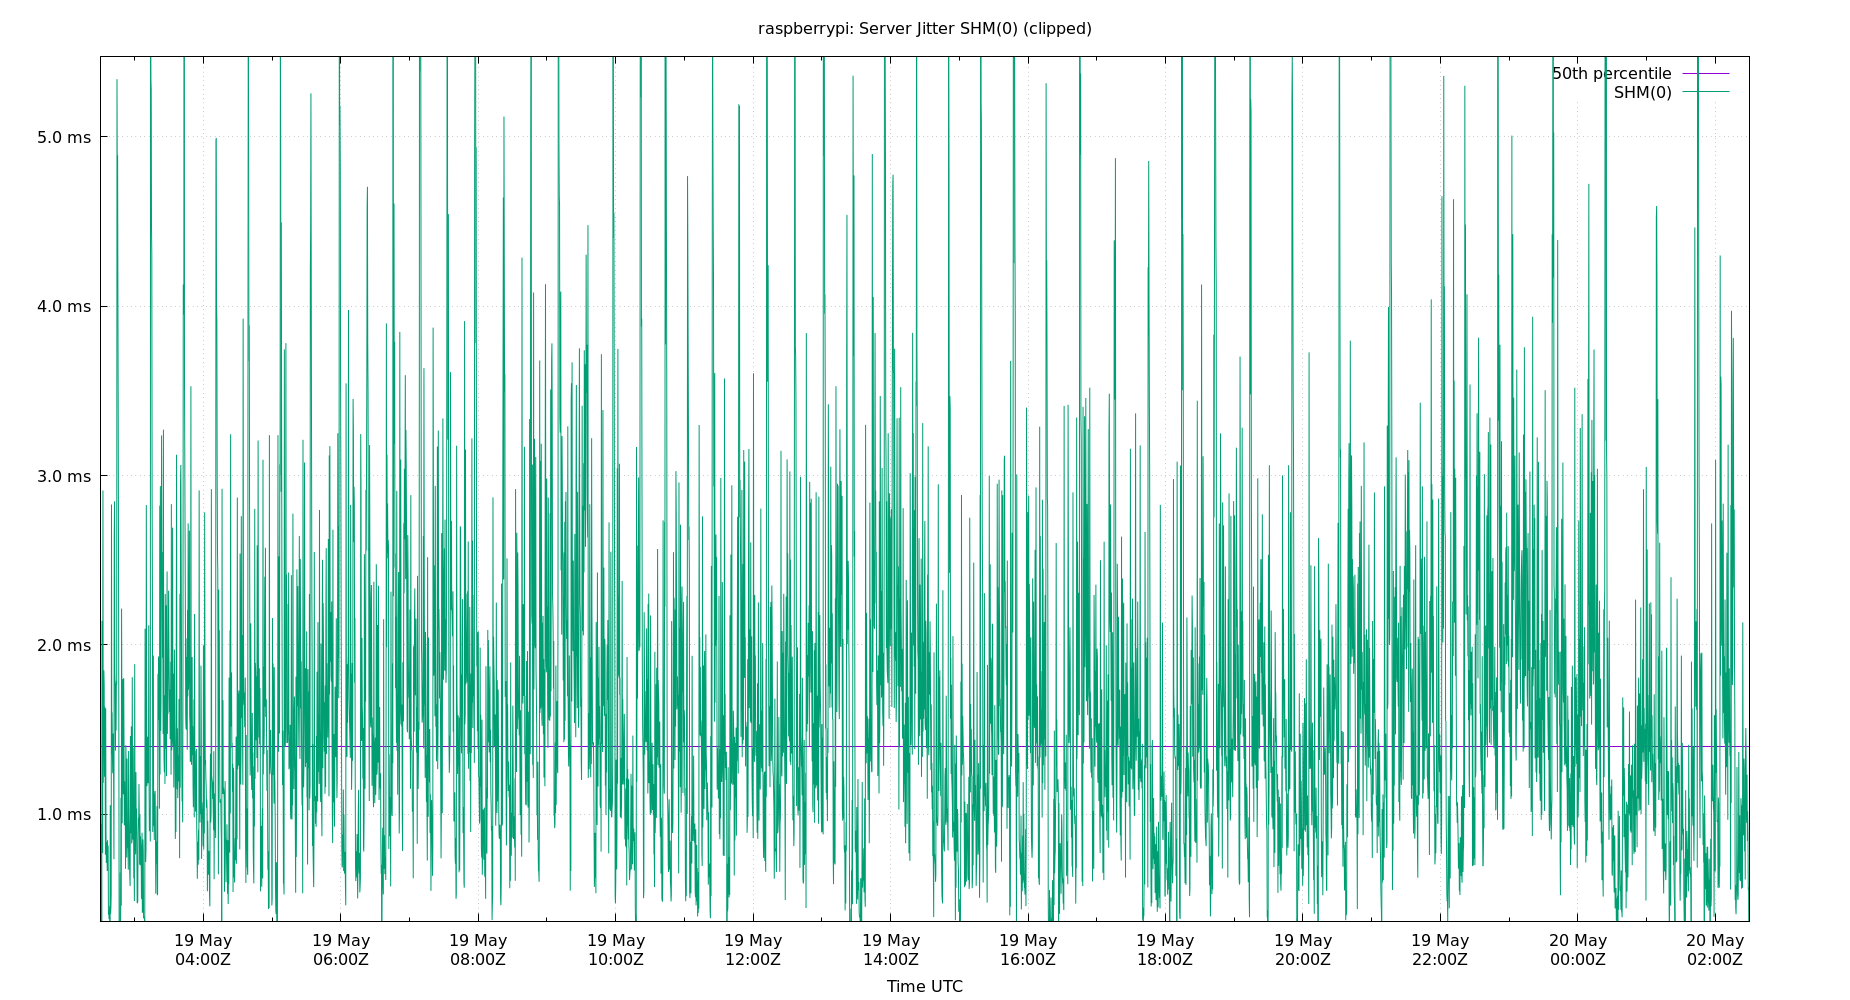 raspberrypi: Server Jitter SHM(0) (clipped)
50th percentile
SHM(0)
5.0 ms
4.0 ms
3.0 ms
2.0 ms
1.0 ms
19 May 19 May 19 May 19 May 19 May 19 May 19 May 19 May 19 May 19 May 20 May 20 May
04:00Z 06:00Z 08:00Z 10:00Z 12:00Z 14:00Z 16:00Z 18:00Z 20:00Z 22:00Z 00:00Z 02:00Z
Time UTC